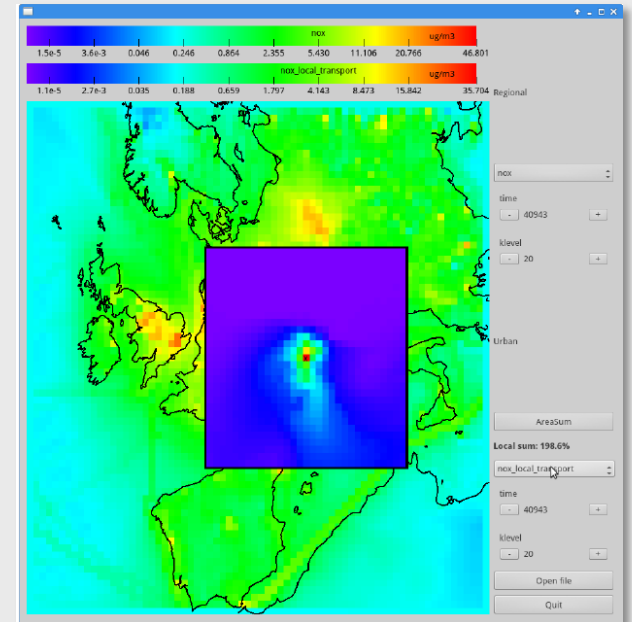 nox ug/m3
1.5e-5 3.6e-3 0.046 0.246 0.864 2.355 5.430 11.106 20.766 46.801
nox_local_transport ug/m3
1.1e-5 2.7e-3 0.035 0.188 0.659 1.797 4.143 8.473 15.842 35.704
Regional
nox
time
- 40943 +
klevel
- 20 +
Urban
AreaSum
Local sum: 198.6%
nox_local_transport
time
- 40943 +
klevel
- 20 +
Open file
Quit